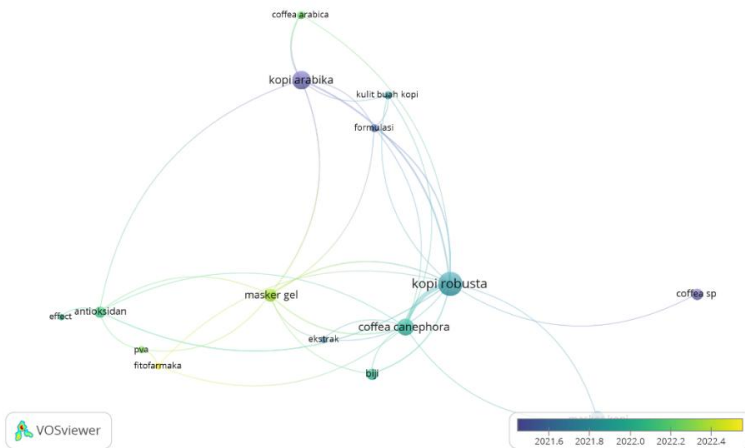 coffea arabica
kopi arabika
kulit buah kopi
formulasi
kopi robusta
masker gel
coffea sp
antioksidan
effect
coffea canephora
ekstrak
pva
fitofarmaka
biji
VOSviewer
2021.6 2021.8 2022.0 2022.2 2022.4